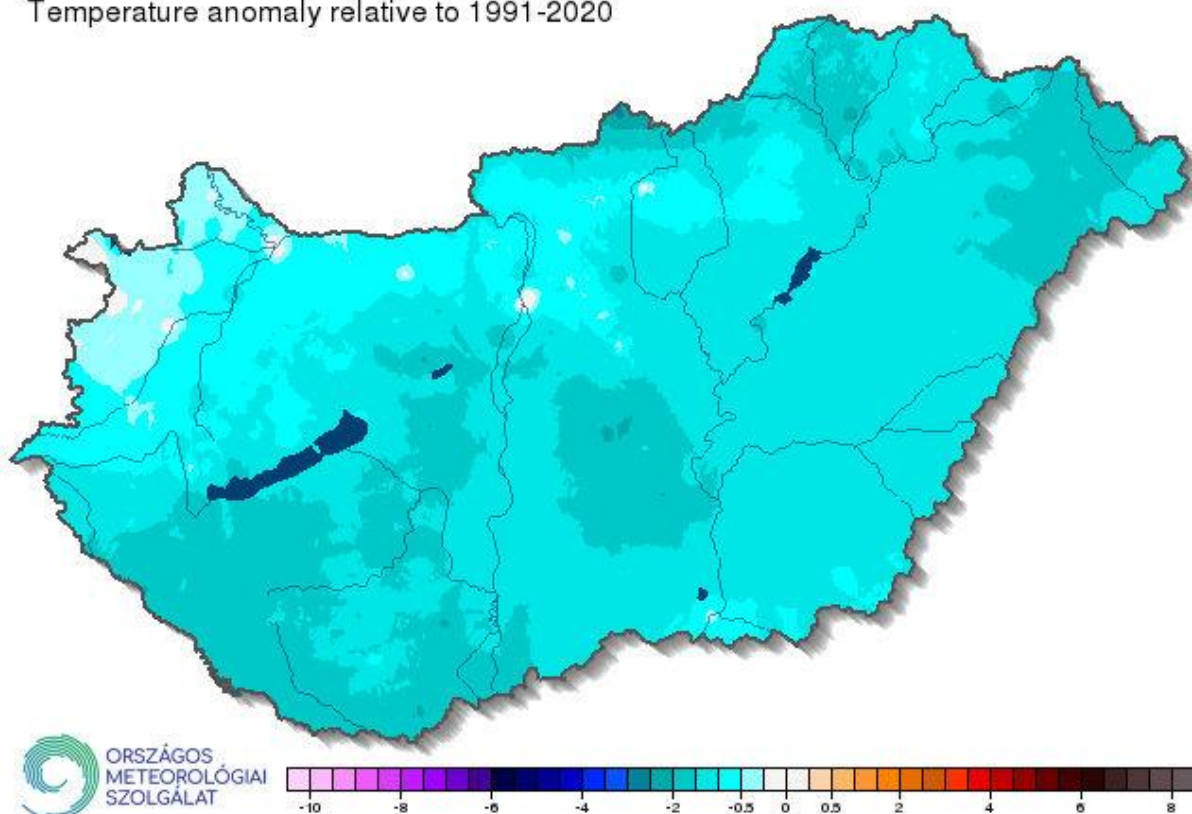 Temperature anomaly relative to 1991-2020
ORSZÁGOS
METEOROLÓGIAI
SZOLGÁLAT
-10 -8 -6 -4 -2 -0.5 0 0.5 2 4 6 8